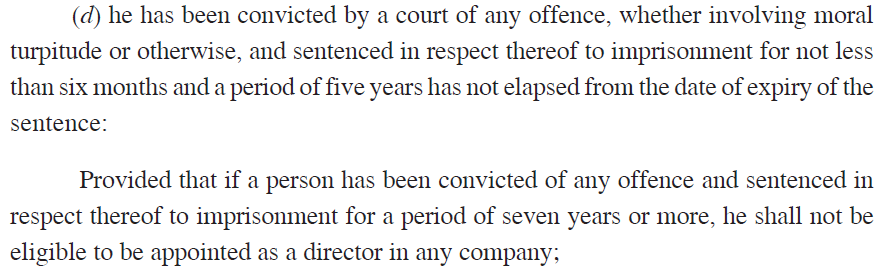 (d) he has been convicted by a court of any offence, whether involving moral
turpitude or otherwise, and sentenced in respect thereof to imprisonment for not less
than six months and a period of five years has not elapsed from the date of expiry of the
sentence:
Provided that if a person has been convicted of any offence and sentenced in
respect thereof to imprisonment for a period of seven years or more, he shall not be
eligible to be appointed as a director in any company;